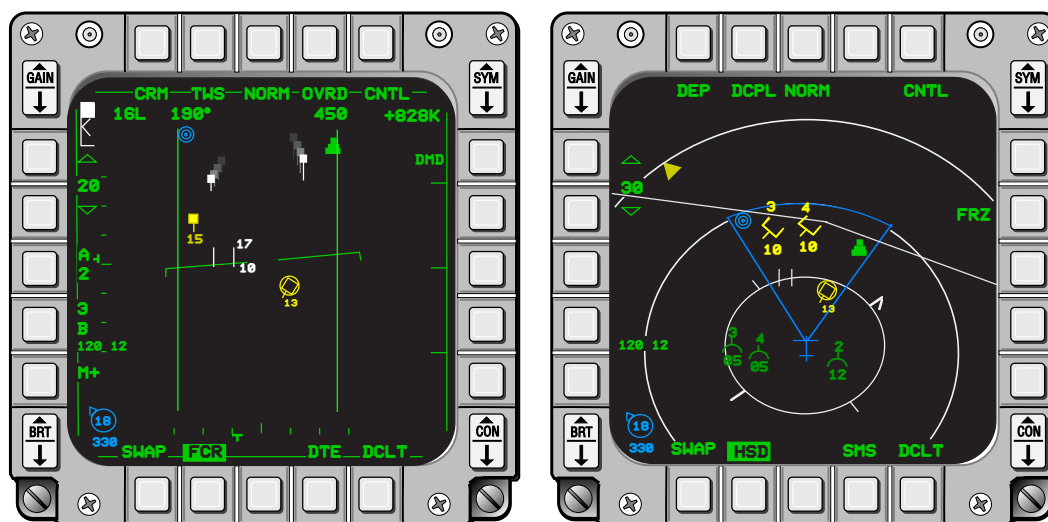 GAIN
SYM
CRM TWS NORM OVRD CNTL
16L 190° 450 +828K
DMD
20
15
17
10
A
2
13
3
B
120 12
M+
18
330
BRT
CON
SWAP FCR DTE DCLT
GAIN
SYM
DEP DCPL NORM CNTL
30
3 4
FRZ
10 10
13
3 4 2
120 12
05 05 12
18
330
BRT
CON
SWAP HSD SMS DCLT